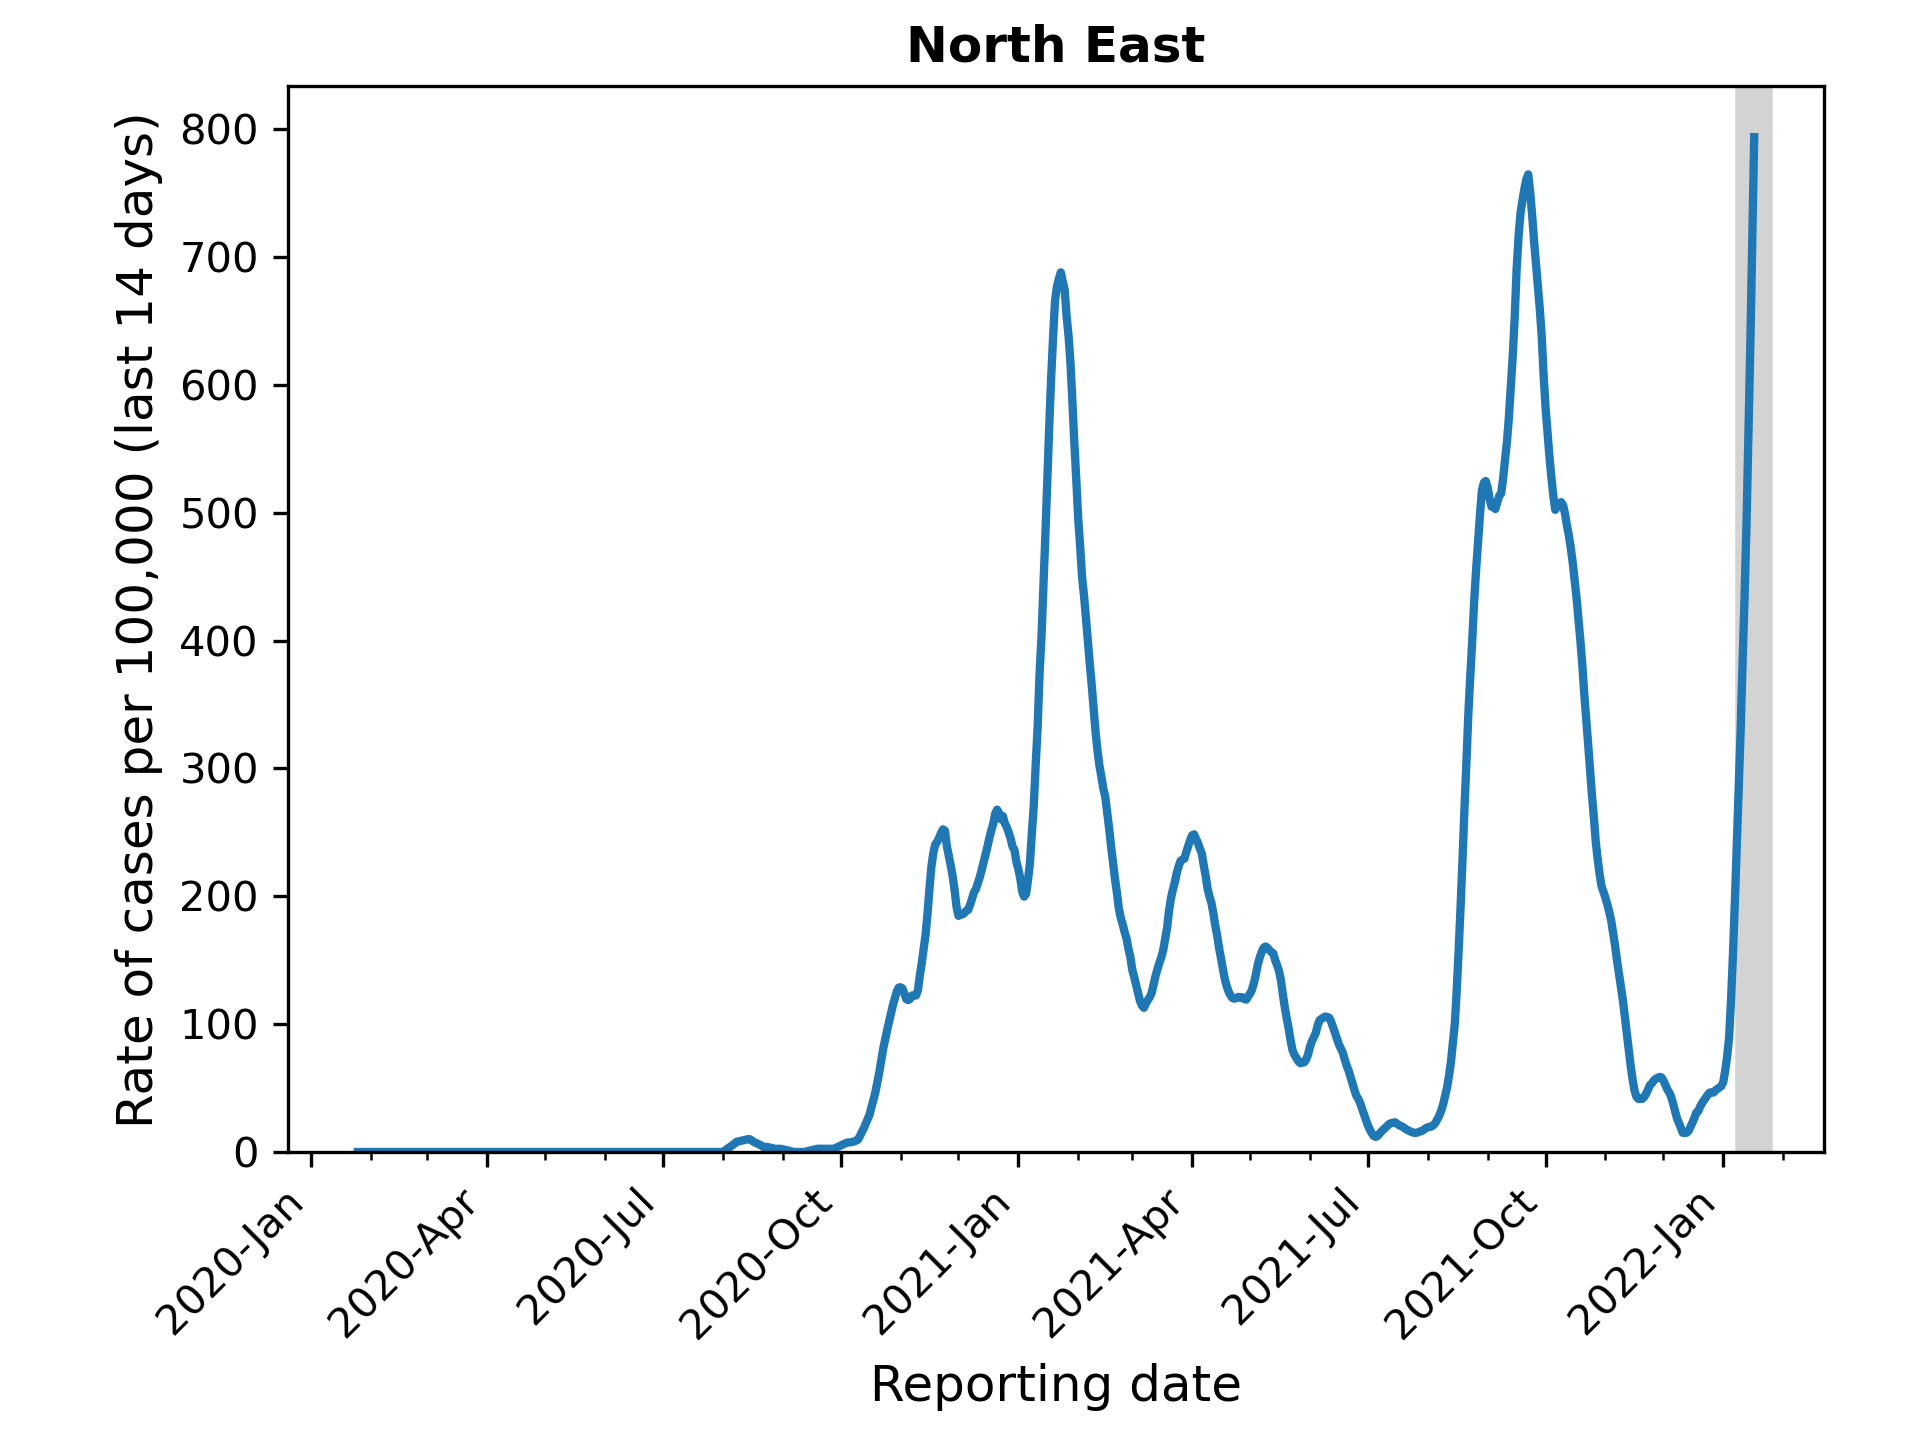 North East
Rate of cases per 100,000 (last 14 days)
800
700
600
500
400
300
200
100
0
2020-Jan
2020-Apr
2020-Jul
2020-Oct
2021-Jan
2021-Apr
2021-Jul
2021-Oct
2022-Jan
Reporting date